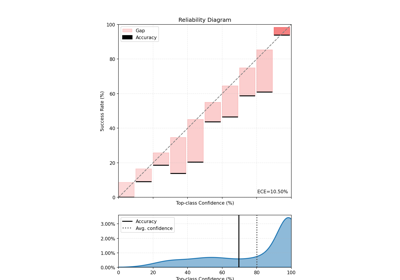 Reliability Diagram
100
Gap
Accuracy
80
60
Success Rate (%)
40
20
ECE=10.50%
0
Top-class Confidence (%)
Accuracy
Avg. confidence
3.00%
2.00%
1.00%
0.00%
0 20 40 60 80 100
Top-class Confidence (%)